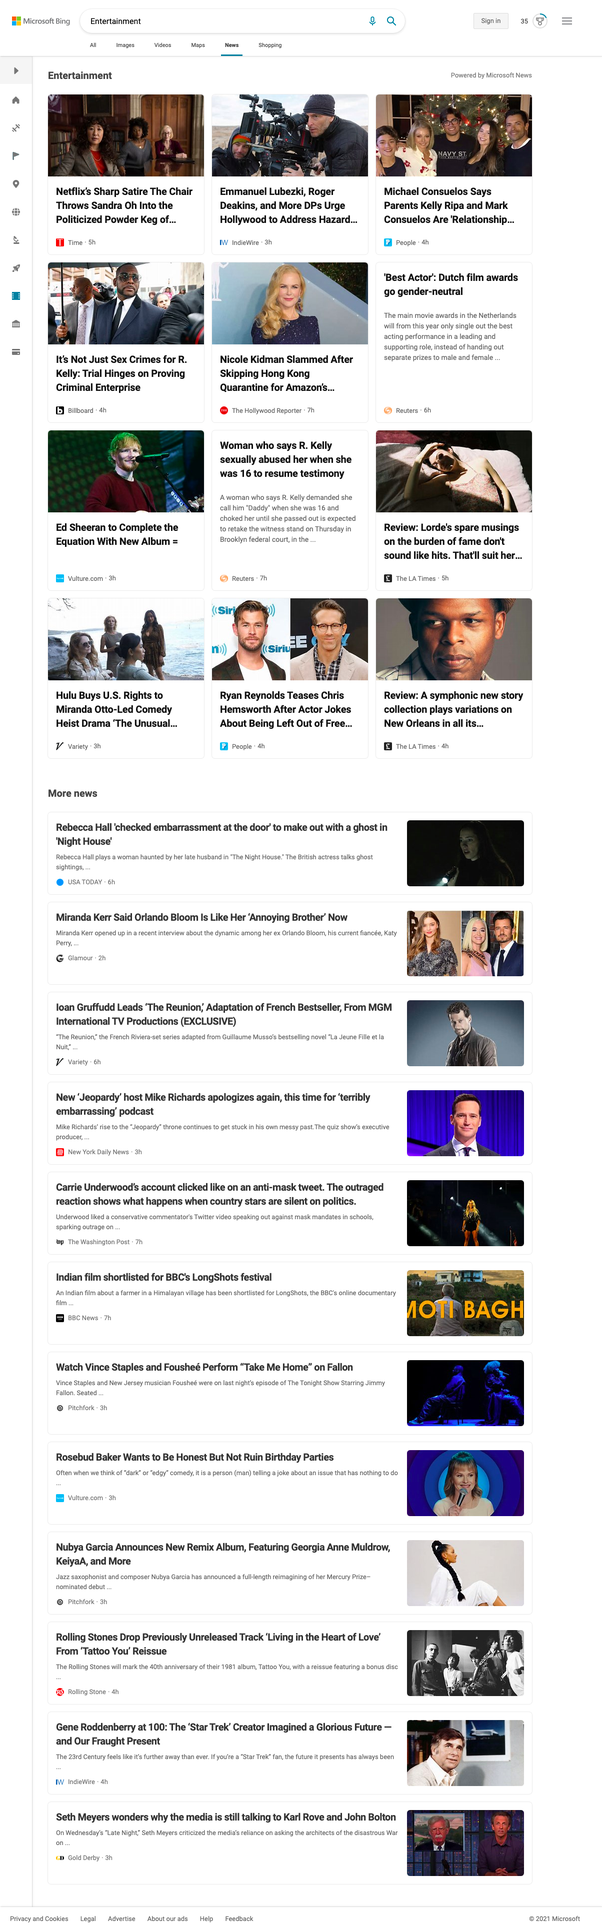 Microsoft Bing
Entertainment
Sign in
35
All
Images
Videos
Maps
News
Shopping
Entertainment
Powered by Microsoft News
Netflix's Sharp Satire The Chair
Throws Sandra Oh Into the
Politicized Powder Keg of...
Time · 5h
Emmanuel Lubezki, Roger
Deakins, and More DPs Urge
Hollywood to Address Hazard...
IW
IndieWire · 3h
NAVY ST.
Michael Consuelos Says
Parents Kelly Ripa and Mark
Consuelos Are 'Relationship...
People · 4h
It's Not Just Sex Crimes for R.
Kelly: Trial Hinges on Proving
Criminal Enterprise
Billboard · 4h
Nicole Kidman Slammed After
Skipping Hong Kong
Quarantine for Amazon's...
The Hollywood Reporter · 7h
'Best Actor': Dutch film awards
go gender-neutral
The main movie awards in the Netherlands
will from this year only single out the best
acting performance in a leading and
supporting role, instead of handing out
separate prizes to male and female ...
Reuters · 6h
Ed Sheeran to Complete the
Equation With New Album =
Vulture.com · 3h
Woman who says R. Kelly
sexually abused her when she
was 16 to resume testimony
A woman who says R. Kelly demanded she
call him "Daddy" when she was 16 and
choked her until she passed out is expected
to retake the witness stand on Thursday in
Brooklyn federal court, in the ...
Reuters · 7h
Review: Lorde's spare musings
on the burden of fame don't
sound like hits. That'll suit her...
The LA Times · 5h
Hulu Buys U.S. Rights to
Miranda Otto-Led Comedy
Heist Drama 'The Unusual...
Variety · 3h
Ryan Reynolds Teases Chris
Hemsworth After Actor Jokes
About Being Left Out of Free...
People · 4h
Review: A symphonic new story
collection plays variations on
New Orleans in all its...
The LA Times · 4h
More news
Rebecca Hall 'checked embarrassment at the door' to make out with a ghost in
'Night House'
Rebecca Hall plays a woman haunted by her late husband in "The Night House." The British actress talks ghost
sightings, ...
USA TODAY · 6h
Miranda Kerr Said Orlando Bloom Is Like Her 'Annoying Brother' Now
Miranda Kerr opened up in a recent interview about the dynamic among her ex Orlando Bloom, his current fiancée, Katy
Perry, ...
Glamour · 2h
Ioan Gruffudd Leads 'The Reunion,' Adaptation of French Bestseller, From MGM
International TV Productions (EXCLUSIVE)
"The Reunion," the French Riviera-set series adapted from Guillaume Musso's bestselling novel "La Jeune Fille et la
Nuit," ...
Variety · 6h
New 'Jeopardy' host Mike Richards apologizes again, this time for 'terribly
embarrassing' podcast
Mike Richards' rise to the "Jeopardy" throne continues to get stuck in his own messy past.The quiz show's executive
producer, ...
New York Daily News · 3h
Carrie Underwood's account clicked like on an anti-mask tweet. The outraged
reaction shows what happens when country stars are silent on politics.
Underwood liked a conservative commentator's Twitter video speaking out against mask mandates in schools,
sparking outrage on ...
The Washington Post · 7h
Indian film shortlisted for BBC's LongShots festival
An Indian film about a farmer in a Himalayan village has been shortlisted for LongShots, the BBC's online documentary
film ...
BBC News · 7h
MOTI BAGH
Watch Vince Staples and Fousheé Perform "Take Me Home" on Fallon
Vince Staples and New Jersey musician Fousheé were on last night's episode of The Tonight Show Starring Jimmy
Fallon. Seated ...
Pitchfork · 3h
Rosebud Baker Wants to Be Honest But Not Ruin Birthday Parties
Often when we think of "dark" or "edgy" comedy, it is a person (man) telling a joke about an issue that has nothing to do
...
Vulture.com · 3h
Nubya Garcia Announces New Remix Album, Featuring Georgia Anne Muldrow,
KeiyaA, and More
Jazz saxophonist and composer Nubya Garcia has announced a full-length reimagining of her Mercury Prize–
nominated debut ...
Pitchfork · 3h
Rolling Stones Drop Previously Unreleased Track 'Living in the Heart of Love'
From 'Tattoo You' Reissue
The Rolling Stones will mark the 40th anniversary of their 1981 album, Tattoo You, with a reissue featuring a bonus disc
...
Rolling Stone · 4h
Gene Roddenberry at 100: The 'Star Trek' Creator Imagined a Glorious Future —
and Our Fraught Present
The 23rd Century feels like it's further away than ever. If you're a "Star Trek" fan, the future it presents has always been
...
IW
IndieWire · 4h
Seth Meyers wonders why the media is still talking to Karl Rove and John Bolton
On Wednesday's "Late Night," Seth Meyers criticized the media's reliance on asking the architects of the disastrous War
on ...
Gold Derby · 3h
Privacy and Cookies
Legal
Advertise
About our ads
Help
Feedback
© 2021 Microsoft